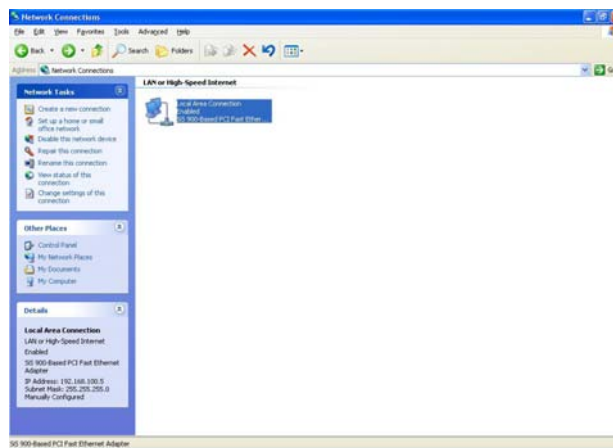 Network Connections
File Edit View Favorites Tools Advanced Help
Back Search Folders
Address Network Connections
Network Tasks
Create a new connection
Set up a home or small
office network
Disable this network device
Repair this connection
Rename this connection
View status of this
connection
Change settings of this
connection
Other Places
Control Panel
My Network Places
My Documents
My Computer
Details
Local Area Connection
LAN or High-Speed Internet
Enabled
SiS 900-Based PCI Fast Ethernet
Adapter
IP Address: 192.168.100.5
Subnet Mask: 255.255.255.0
Manually Configured
LAN or High-Speed Internet
Local Area Connection
Enabled
SiS 900-Based PCI Fast Ether...
SiS 900-Based PCI Fast Ethernet Adapter